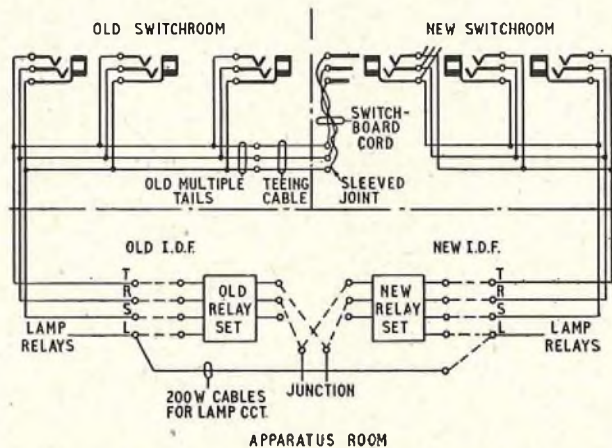 OLD SWITCHROOM
NEW SWITCHROOM
SWITCH-
BOARD
CORD
OLD MULTIPLE
TAILS
TEEING
CABLE
SLEEVED
JOINT
OLD I.D.F.
NEW I.D.F.
T
R
S
L
OLD
RELAY
SET
NEW
RELAY
SET
T
R
S
L
LAMP
RELAYS
LAMP
RELAYS
200 W CABLES
FOR LAMP CCT.
JUNCTION
APPARATUS ROOM